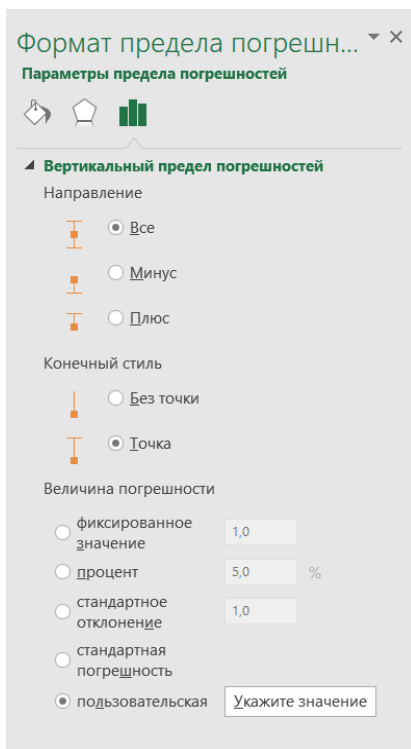 Формат предела погрешн...
Параметры предела погрешностей
Вертикальный предел погрешностей
Направление
Все
Минус
Плюс
Конечный стиль
Без точки
Точка
Величина погрешности
фиксированное
значение
1,0
процент
5,0 %
стандартное
отклонение
1,0
стандартная
погрешность
пользовательская
Укажите значение